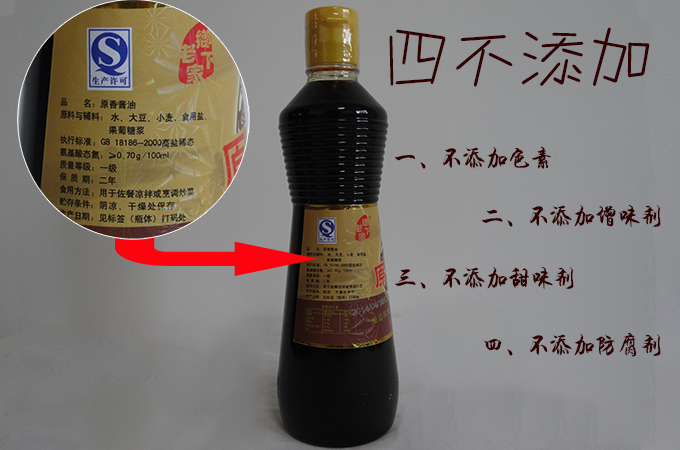 鄉下
老家
生产许可
品 名：原香酱油
原料与辅料：水、大豆、小麦、食用盐、
果葡糖浆
执行标准：GB 18186-2000高盐稀态
氨基酸态氮：≥0.70g/100ml
质量等级：一级
保 质 期：二年
食用方法：用于佐餐凉拌或烹调炒菜
贮存条件：阴凉、干燥处保存
生产日期：见标签（瓶体）打码处
四不添加
一、不添加色素
二、不添加增味剂
三、不添加甜味剂
四、不添加防腐剂
原